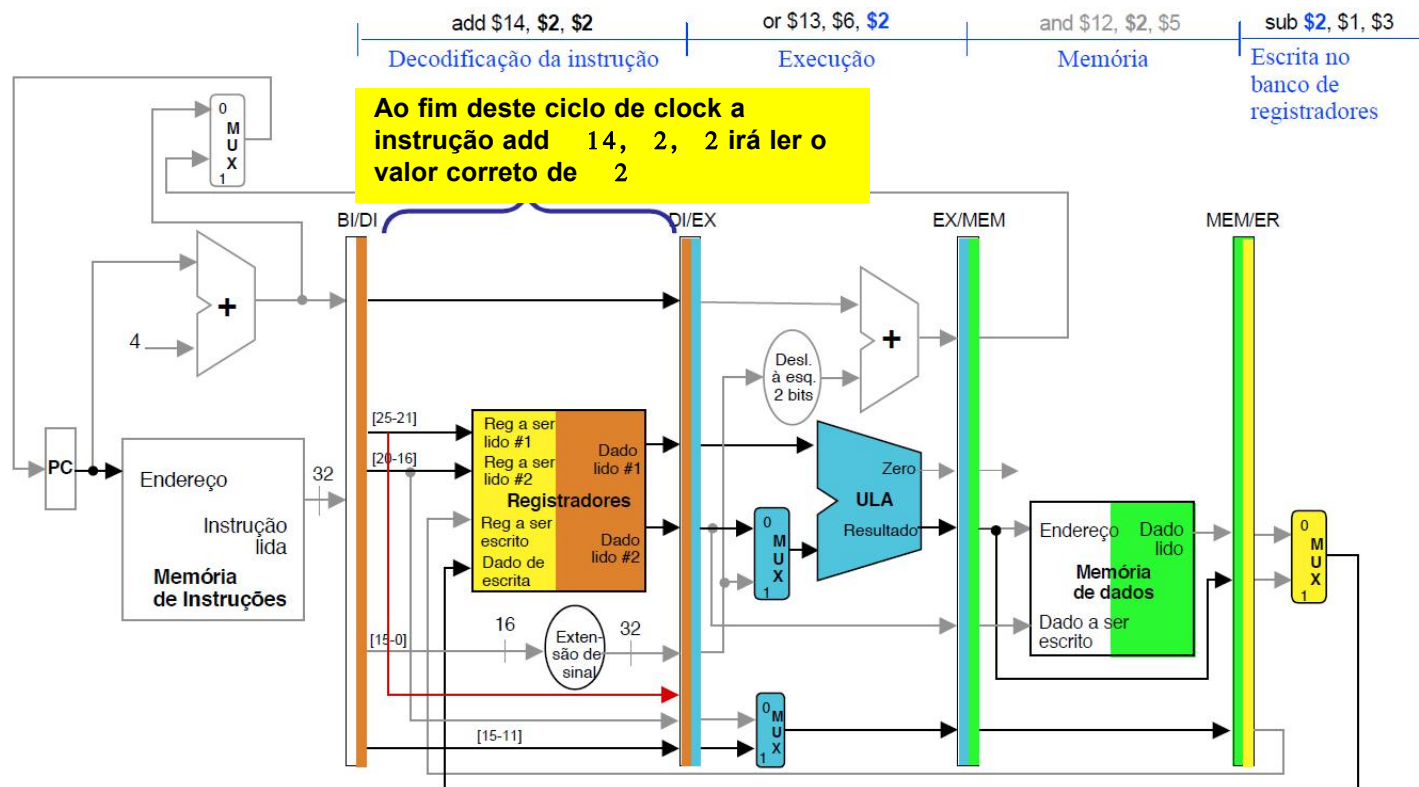 add $14, $2, $2
or $13, $6, $2
and $12, $2, $5
sub $2, $1, $3
Decodificação da instrução
Execução
Memória
Escrita no
banco de
registradores
Ao fim deste ciclo de clock a
instrução add 14, 2, 2 irá ler o
valor correto de 2
0
M
U
X
1
BI/DI
DI/EX
EX/MEM
MEM/ER
+
4
+
Desl.
à esq.
2 bits
[25-21]
[20-16]
PC
Endereço
Instrução
lida
Memória
de Instruções
32
Reg a ser
lido #1
Reg a ser
lido #2
Registradores
Reg a ser
escrito
Dado de
escrita
Dado
lido #1
Dado
lido #2
0
M
U
X
1
Zero
ULA
Resultado
Endereço
Dado
lido
Memória
de dados
Dado a ser
escrito
0
M
U
X
1
[15-0]
16
Exten-
são de
sinal
32
[15-11]
0
M
U
X
1